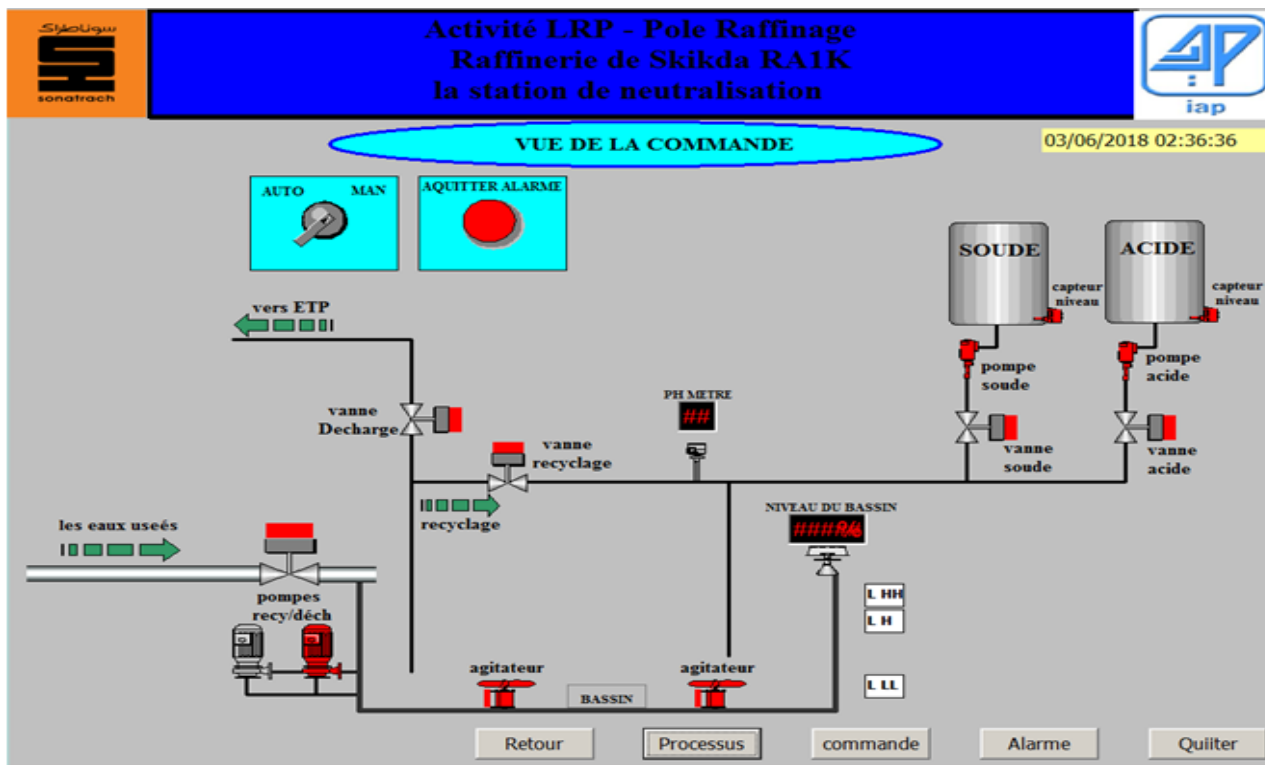 سوناطراك
sonatrach
Activité LRP - Pole Raffinage
Raffinerie de Skikda RA1K
la station de neutralisation
iap
VUE DE LA COMMANDE
03/06/2018 02:36:36
AUTO MAN
AQUITTER ALARME
SOUDE
ACIDE
capteur
niveau
capteur
niveau
vers ETP
pompe
soude
pompe
acide
PH METRE
##
vanne
Decharge
vanne
recyclage
vanne
soude
vanne
acide
recyclage
NIVEAU DU BASSIN
####%
les eaux useés
pompes
recy/déch
L HH
L H
L LL
agitateur
agitateur
BASSIN
Retour
Processus
commande
Alarme
Quiiter